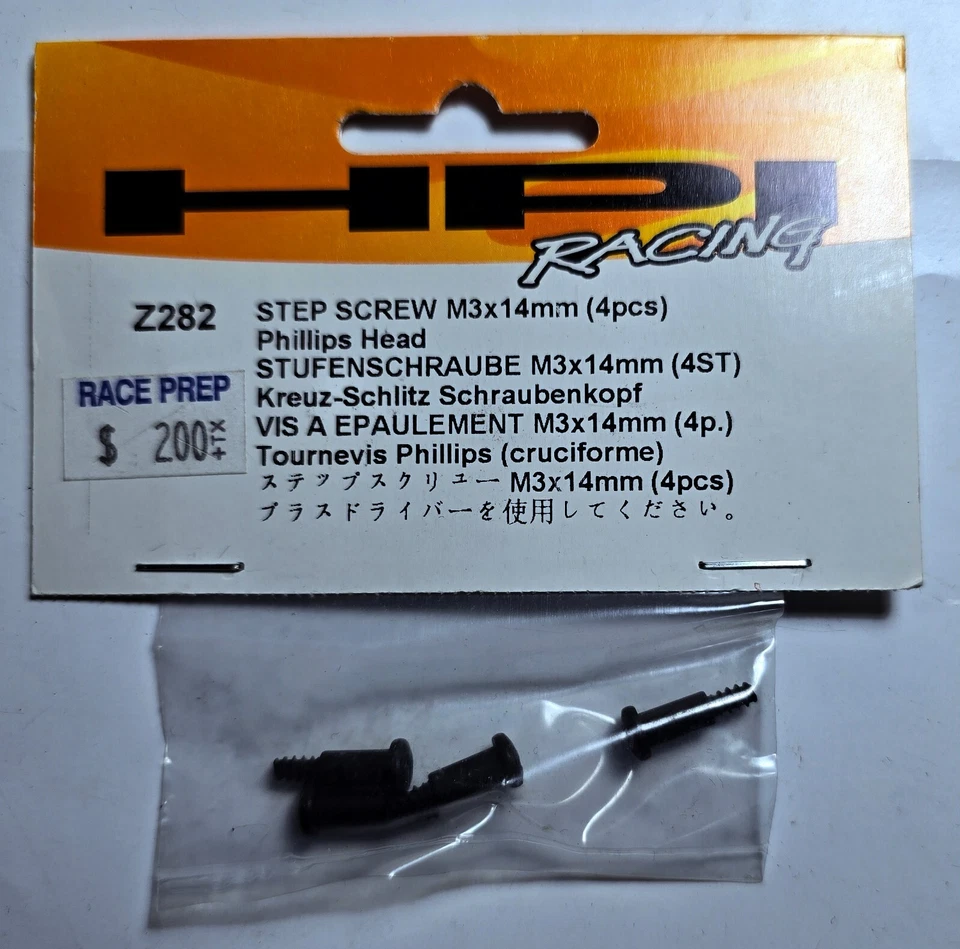 HPI
RACING
Z282
STEP SCREW M3x14mm (4pcs)
Phillips Head
STUFENSCHRAUBE M3x14mm (4ST)
Kreuz-Schlitz Schraubenkopf
VIS A EPAULEMENT M3x14mm (4p.)
Tournevis Phillips (cruciforme)
ステップスクリュー M3x14mm (4pcs)
プラスドライバーを使用してください。
RACE PREP
$ 200